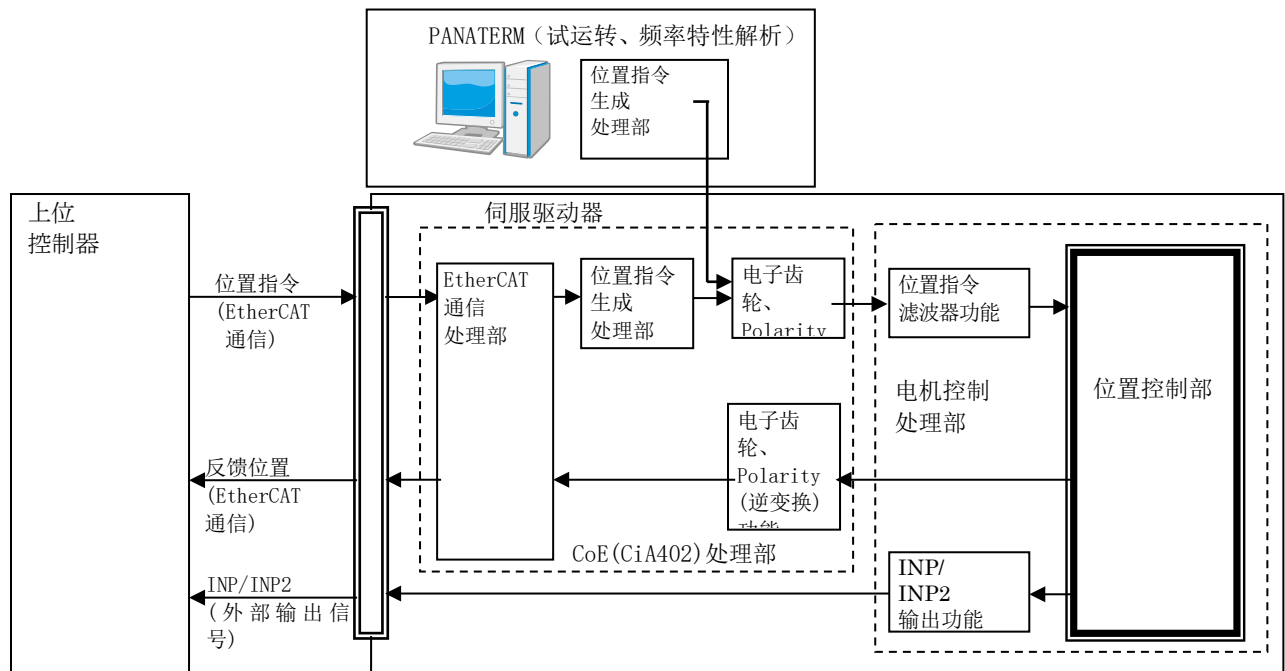 PANATERM（试运转、频率特性解析）
位置指令
生成
处理部
上位
控制器
伺服驱动器
位置指令
(EtherCAT
通信)
EtherCAT
通信
处理部
位置指令
生成
处理部
电子齿
轮、
Polarity
位置指令
滤波器功能
电机控制
处理部
位置控制部
电子齿
轮、
Polarity
(逆变换)
功能
反馈位置
(EtherCAT
通信)
CoE(CiA402)处理部
INP/INP2
(外部输出信
号)
INP/
INP2
输出功能